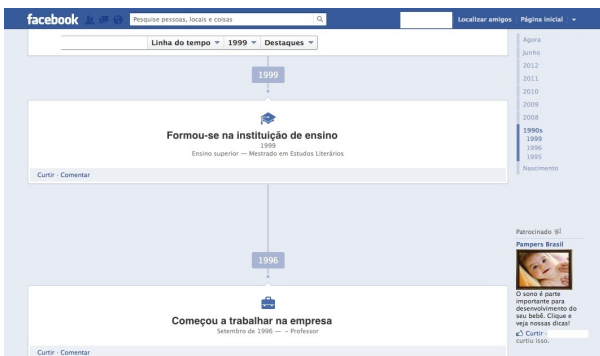 facebook
Pesquise pessoas, locais e coisas
Localizar amigos
Página inicial
Linha do tempo
1999
Destaques
1999
Formou-se na instituição de ensino
1999
Ensino superior — Mestrado em Estudos Literários
Curtir · Comentar
1996
Começou a trabalhar na empresa
Setembro de 1996 — - Professor
Curtir · Comentar
Agora
Junho
2012
2011
2010
2009
2008
1990s
1999
1996
1995
Nascimento
Patrocinado
Pampers Brasil
O sono é parte
importante para
desenvolvimento do
seu bebê. Clique e
veja nossas dicas!
Curtir ·
curtiu isso.